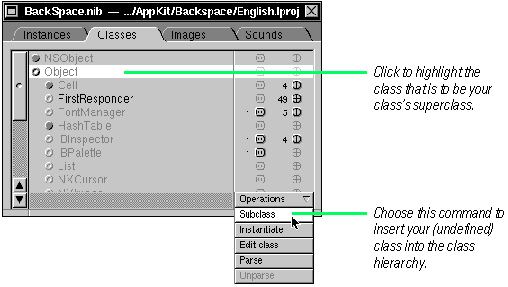 BackSpace.nib — .../AppKit/Backspace/English.lproj
Instances Classes Images Sounds
NSObject
Object
Cell 4
FirstResponder 49
FontManager 5
HashTable
IBInspector 4
IBPalette
List
NXCursor
Operations
Subclass
Instantiate
Edit class
Parse
Unparse
Click to highlight the
class that is to be your
class's superclass.
Choose this command to
insert your (undefined)
class into the class
hierarchy.